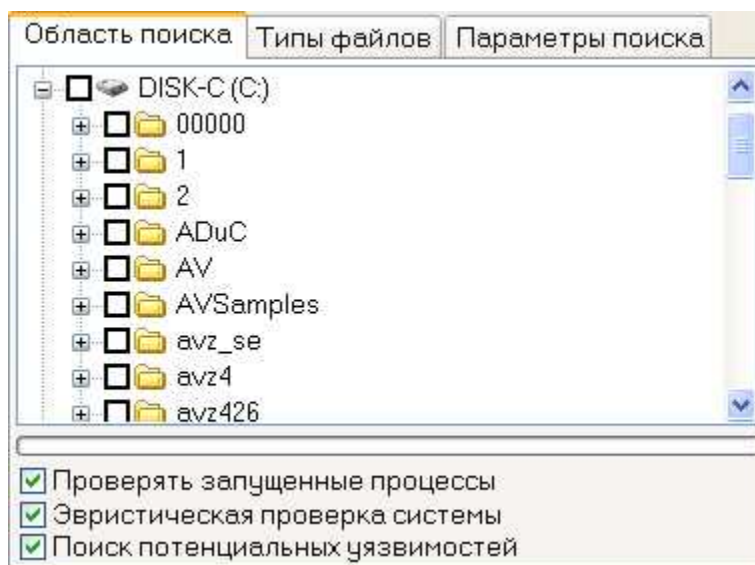 Область поиска Типы файлов Параметры поиска
DISK-C (C:)
00000
1
2
ADuC
AV
AVSamples
avz_se
avz4
avz426
Проверять запущенные процессы
Эвристическая проверка системы
Поиск потенциальных уязвимостей